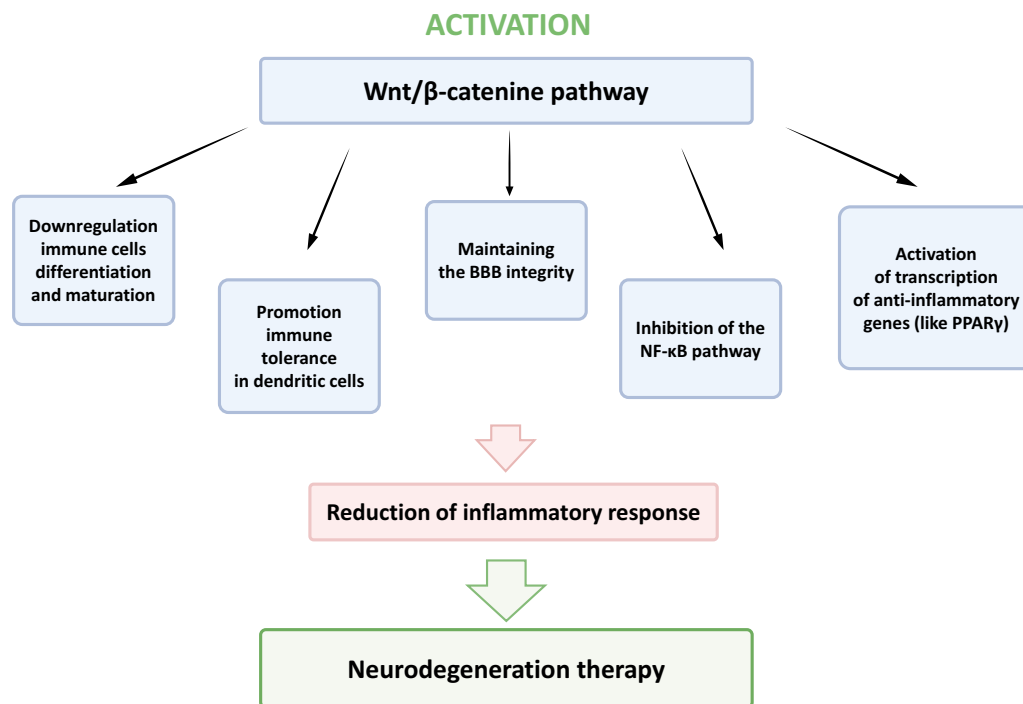 ACTIVATION
Wnt/β-catenine pathway
Downregulation
immune cells
differentiation
and maturation
Promotion
immune
tolerance
in dendritic cells
Maintaining
the BBB integrity
Inhibition of the
NF-κB pathway
Activation
of transcription
of anti-inflammatory
genes (like PPARγ)
Reduction of inflammatory response
Neurodegeneration therapy